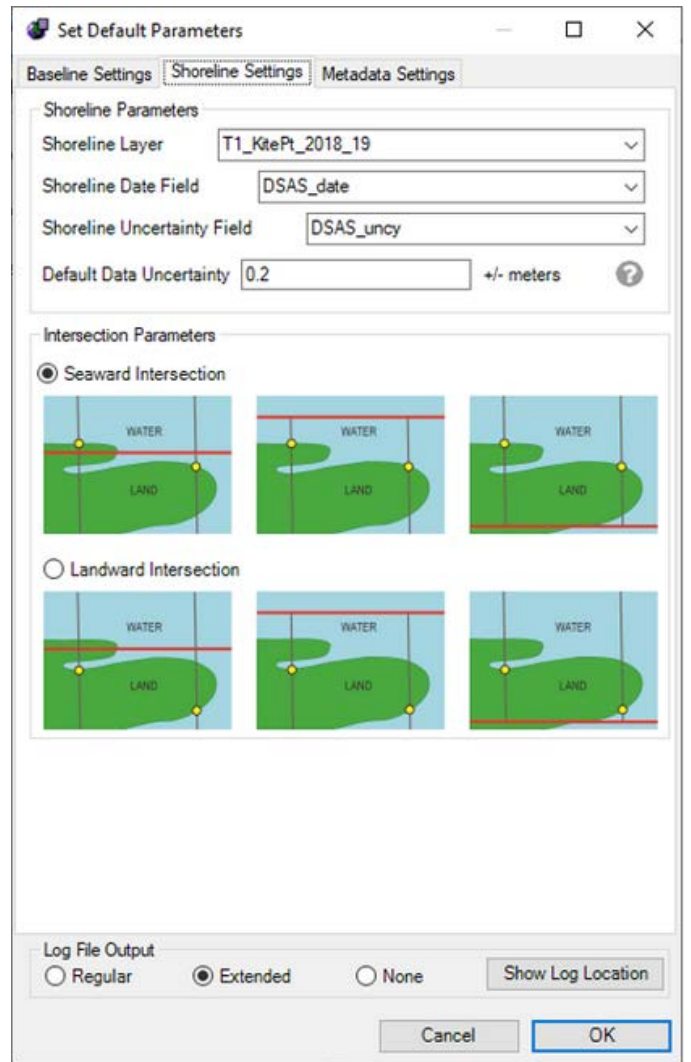 Set Default Parameters
Baseline Settings Shoreline Settings Metadata Settings
Shoreline Parameters
Shoreline Layer T1_KitePt_2018_19
Shoreline Date Field DSAS_date
Shoreline Uncertainty Field DSAS_uncy
Default Data Uncertainty 0.2 +/- meters ?
Intersection Parameters
Seaward Intersection
WATER WATER WATER
LAND LAND LAND
Landward Intersection
WATER WATER WATER
LAND LAND LAND
Log File Output
Regular Extended None Show Log Location
Cancel OK